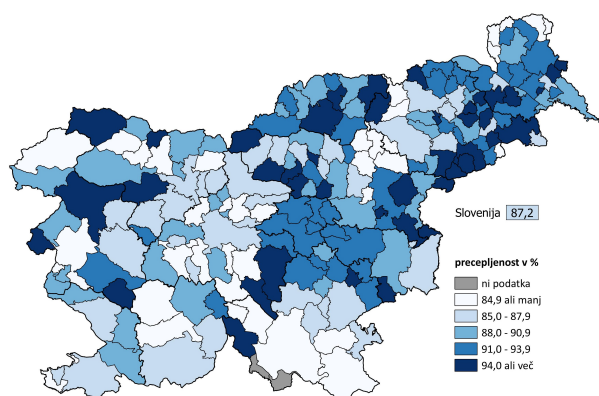 Slovenija 87,2
precepljenost v %
ni podatka
84,9 ali manj
85,0 - 87,9
88,0 - 90,9
91,0 - 93,9
94,0 ali več